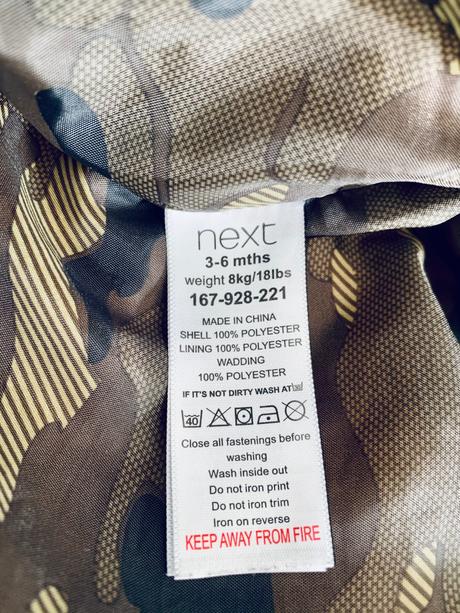 next
3-6 mths
weight 8kg/18lbs
167-928-221
MADE IN CHINA
SHELL 100% POLYESTER
LINING 100% POLYESTER
WADDING
100% POLYESTER
IF IT'S NOT DIRTY WASH AT 30°
40
Close all fastenings before
washing
Wash inside out
Do not iron print
Do not iron trim
Iron on reverse
KEEP AWAY FROM FIRE